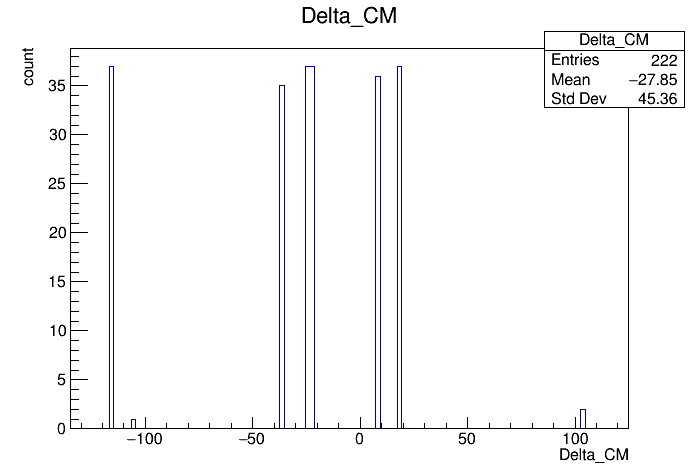 Delta_CM
Delta_CM
Entries 222
Mean −27.85
Std Dev 45.36
count
35
30
25
20
15
10
5
0
−100 −50 0 50 100
Delta_CM